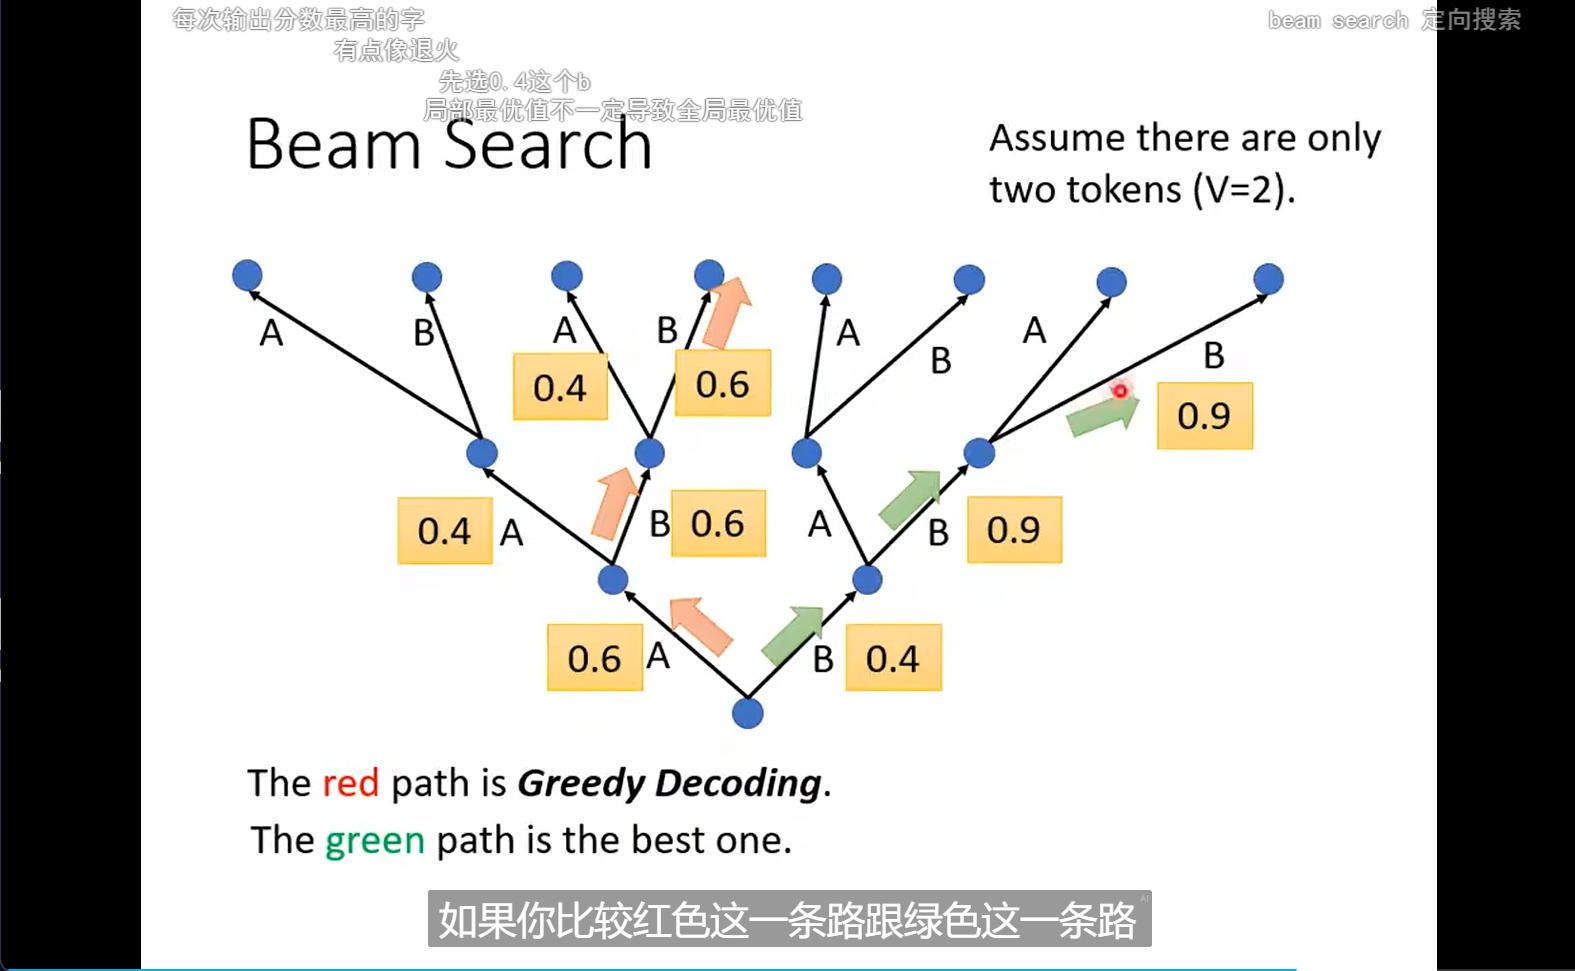 每次输出分数最高的字
beam search 定向搜索
有点像退火
先选0.4这个b
局部最优值不一定导致全局最优值
Beam Search
Assume there are only
two tokens (V=2).
A
B
A
B
A
B
A
B
0.4
0.6
0.9
0.4
A
B
0.6
A
B
0.9
0.6
A
B
0.4
The red path is Greedy Decoding.
The green path is the best one.
AI
如果你比较红色这一条路跟绿色这一条路